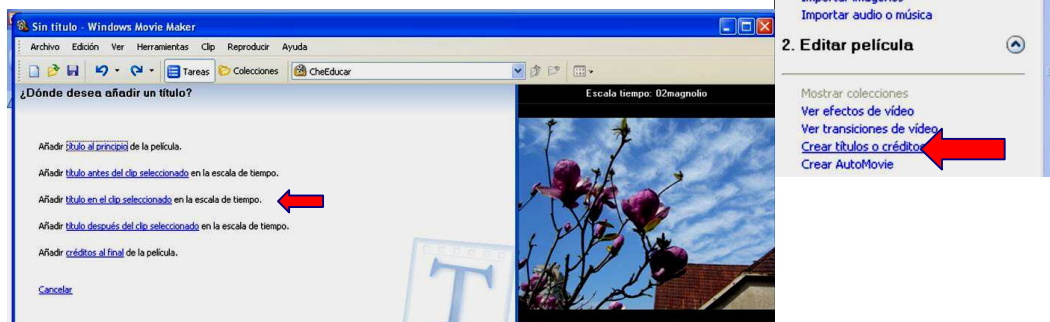 Sin título - Windows Movie Maker
Archivo Edición Ver Herramientas Clip Reproducir Ayuda
Tareas Colecciones CheEducar
¿Dónde desea añadir un título?
Escala tiempo: 02magnolio
Añadir título al principio de la película.
Añadir título antes del clip seleccionado en la escala de tiempo.
Añadir título en el clip seleccionado en la escala de tiempo.
Añadir título después del clip seleccionado en la escala de tiempo.
Añadir créditos al final de la película.
Cancelar
T
Importar audio o música
2. Editar película
Mostrar colecciones
Ver efectos de vídeo
Ver transiciones de vídeo
Crear títulos o créditos
Crear AutoMovie